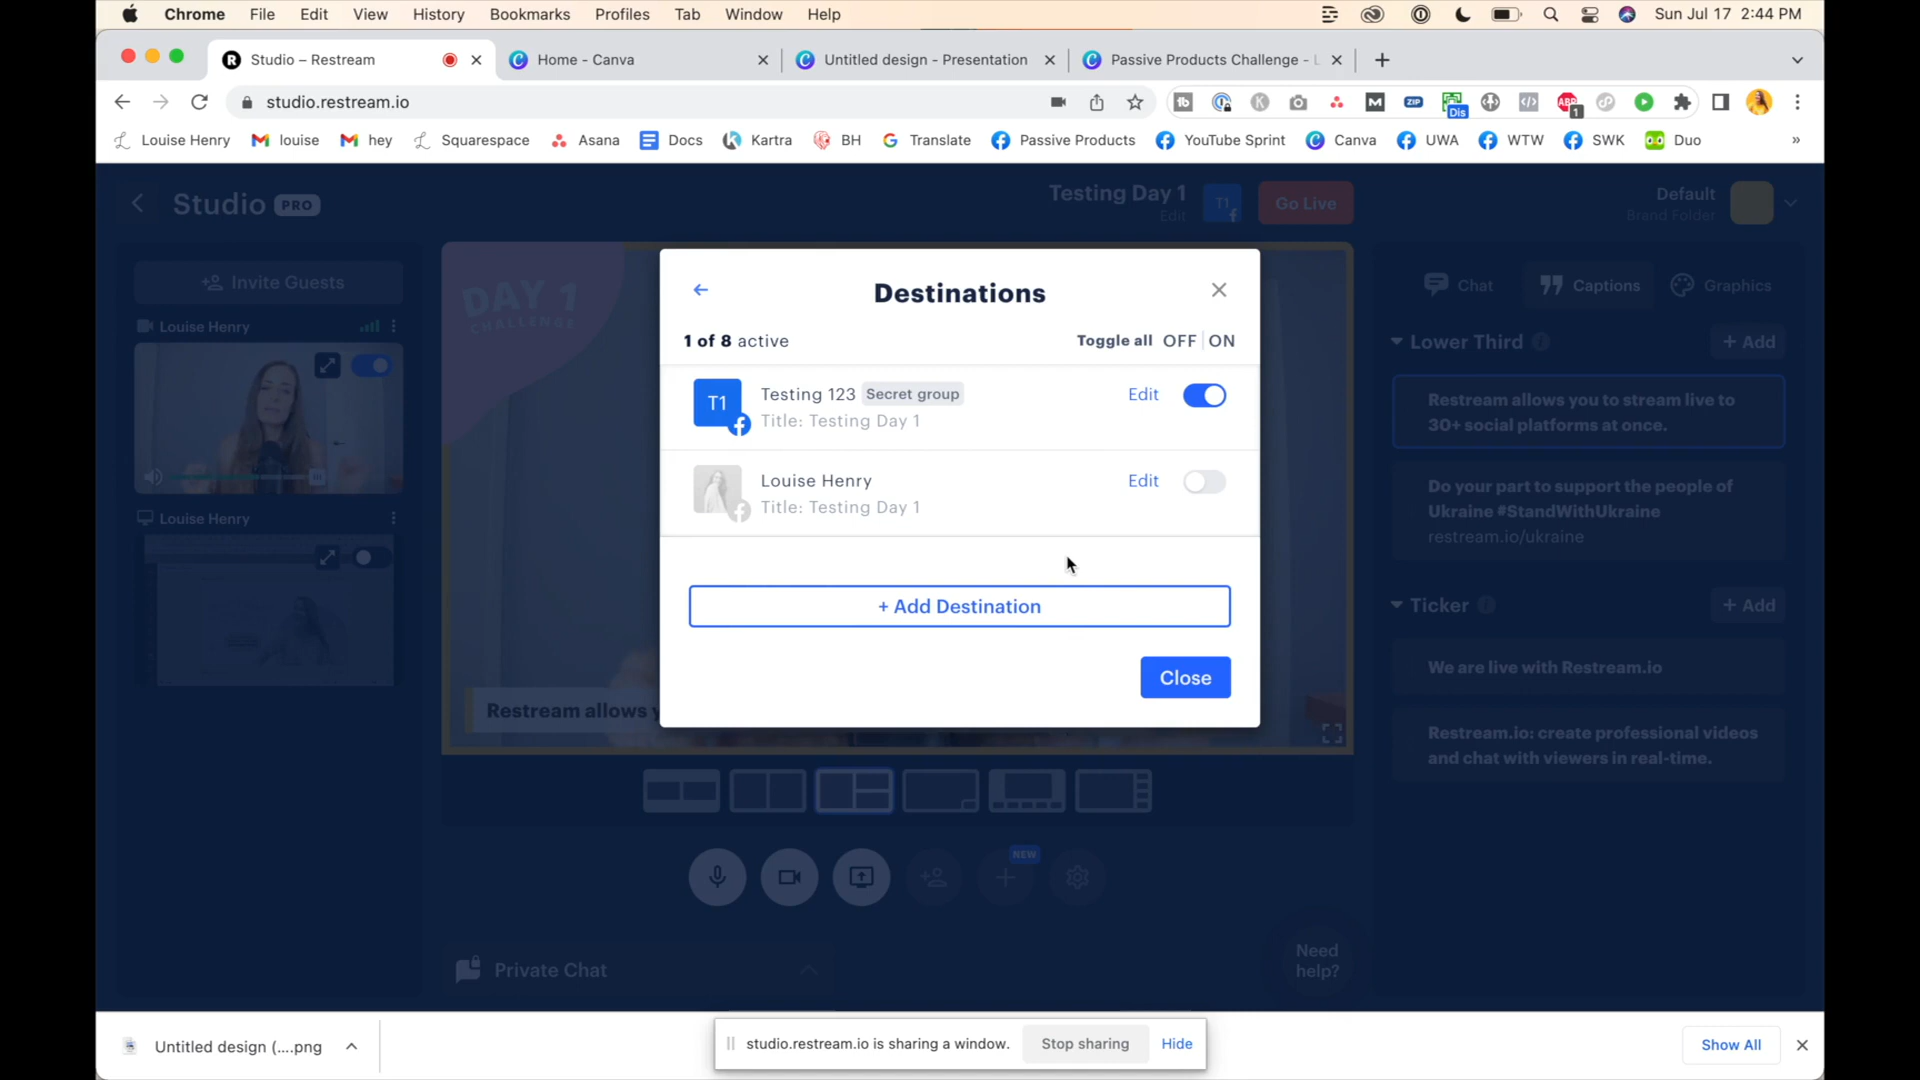 Chrome File Edit View History Bookmarks Profiles Tab Window Help Sun Jul 17 2:44 PM
Studio – Restream Home - Canva Untitled design - Presentation Passive Products Challenge - L
studio.restream.io
Louise Henry louise hey Squarespace Asana Docs Kartra BH Translate Passive Products YouTube Sprint Canva UWA WTW SWK Duo »
Studio PRO
Testing Day 1
Edit
T1
Go Live
Default
Brand Folder
Invite Guests
Louise Henry
Louise Henry
DAY 1
CHALLENGE
Restream allows y
Destinations
1 of 8 active
Toggle all OFF ON
T1
Testing 123 Secret group
Title: Testing Day 1
Edit
Louise Henry
Title: Testing Day 1
Edit
+ Add Destination
Close
Chat Captions Graphics
Lower Third + Add
Restream allows you to stream live to
30+ social platforms at once.
Do your part to support the people of
Ukraine #StandWithUkraine
restream.io/ukraine
Ticker + Add
We are live with Restream.io
Restream.io: create professional videos
and chat with viewers in real-time.
NEW
Private Chat
Need
help?
Untitled design (....png
studio.restream.io is sharing a window. Stop sharing Hide
Show All